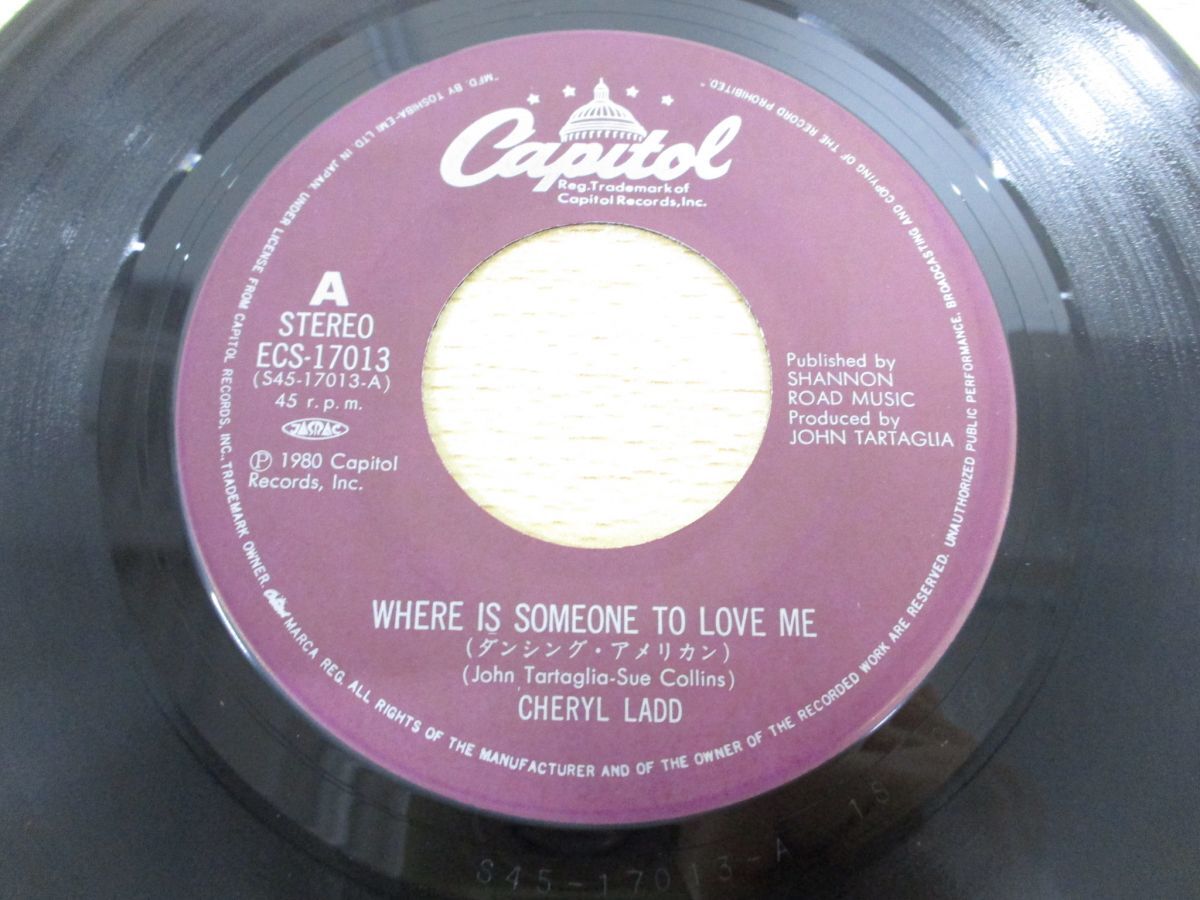 Capitol
Reg.Trademark of
Capitol Records,Inc.
A
STEREO
ECS-17013
(S45-17013-A)
45 r.p.m.
JASRAC
Ⓟ 1980 Capitol
Records, Inc.
Published by
SHANNON
ROAD MUSIC
Produced by
JOHN TARTAGLIA
WHERE IS SOMEONE TO LOVE ME
(ダンシング・アメリカン)
(John Tartaglia-Sue Collins)
CHERYL LADD
"MFD. BY TOSHIBA-EMI LTD IN JAPAN, UNDER LICENSE FROM CAPITOL RECORDS, INC., TRADEMARK OWNER. Capitol MARCA REG. ALL RIGHTS OF THE MANUFACTURER AND OF THE OWNER OF THE RECORDED WORK ARE RESERVED. UNAUTHORIZED PUBLIC PERFORMANCE, BROADCASTING AND COPYING OF THE RECORD PROHIBITED."
S45-17013-A 15